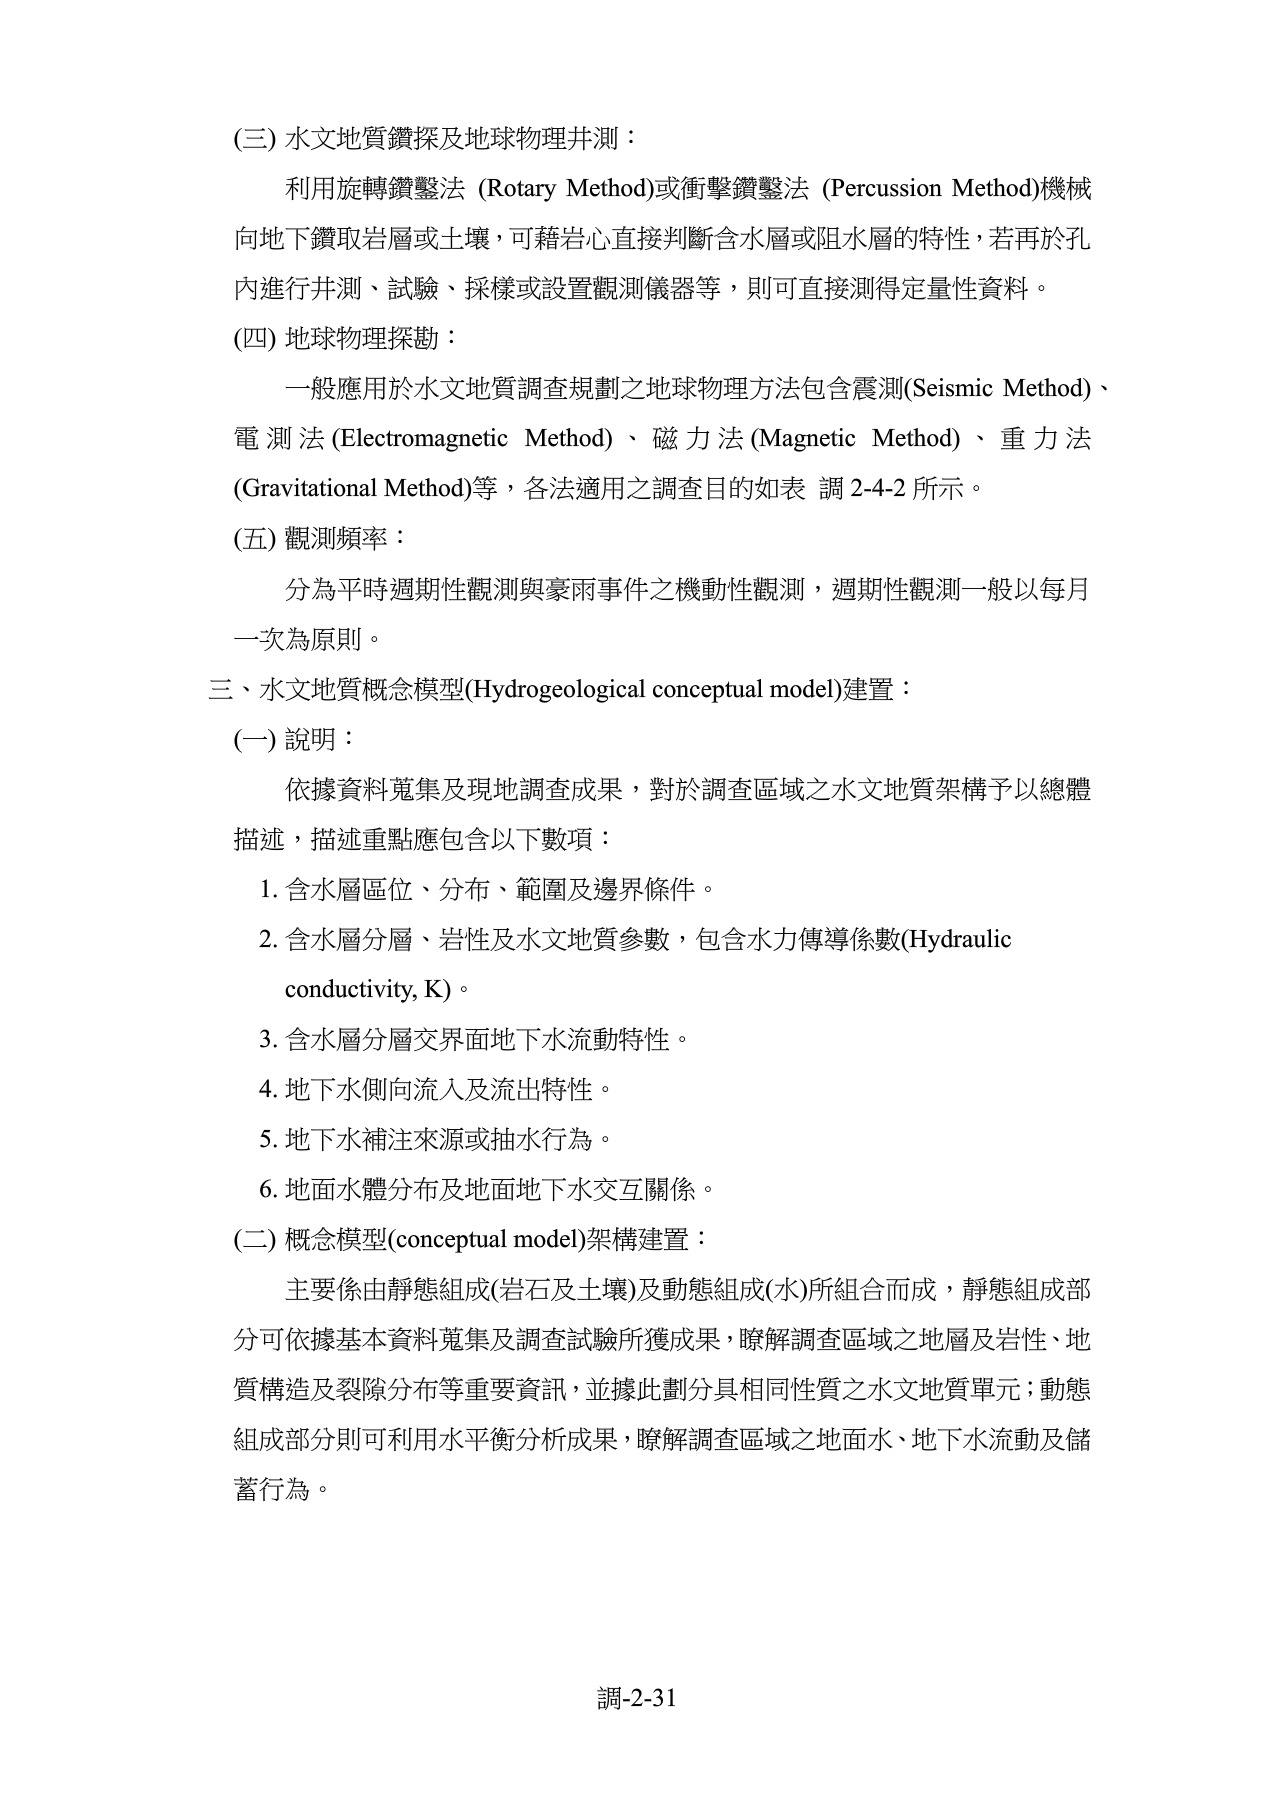 (三) 水文地質鑽探及地球物理井測：
利用旋轉鑽鑿法 (Rotary Method)或衝擊鑽鑿法 (Percussion Method)機械
向地下鑽取岩層或土壤，可藉岩心直接判斷含水層或阻水層的特性，若再於孔
內進行井測、試驗、採樣或設置觀測儀器等，則可直接測得定量性資料。
(四) 地球物理探勘：
一般應用於水文地質調查規劃之地球物理方法包含震測(Seismic Method)、
電測法(Electromagnetic Method)、磁力法(Magnetic Method)、重力法
(Gravitational Method)等，各法適用之調查目的如表 調 2-4-2 所示。
(五) 觀測頻率：
分為平時週期性觀測與豪雨事件之機動性觀測，週期性觀測一般以每月
一次為原則。
三、水文地質概念模型(Hydrogeological conceptual model)建置：
(一) 說明：
依據資料蒐集及現地調查成果，對於調查區域之水文地質架構予以總體
描述，描述重點應包含以下數項：
1. 含水層區位、分布、範圍及邊界條件。
2. 含水層分層、岩性及水文地質參數，包含水力傳導係數(Hydraulic
conductivity, K)。
3. 含水層分層交界面地下水流動特性。
4. 地下水側向流入及流出特性。
5. 地下水補注來源或抽水行為。
6. 地面水體分布及地面地下水交互關係。
(二) 概念模型(conceptual model)架構建置：
主要係由靜態組成(岩石及土壤)及動態組成(水)所組合而成，靜態組成部
分可依據基本資料蒐集及調查試驗所獲成果，瞭解調查區域之地層及岩性、地
質構造及裂隙分布等重要資訊，並據此劃分具相同性質之水文地質單元；動態
組成部分則可利用水平衡分析成果，瞭解調查區域之地面水、地下水流動及儲
蓄行為。
調-2-31